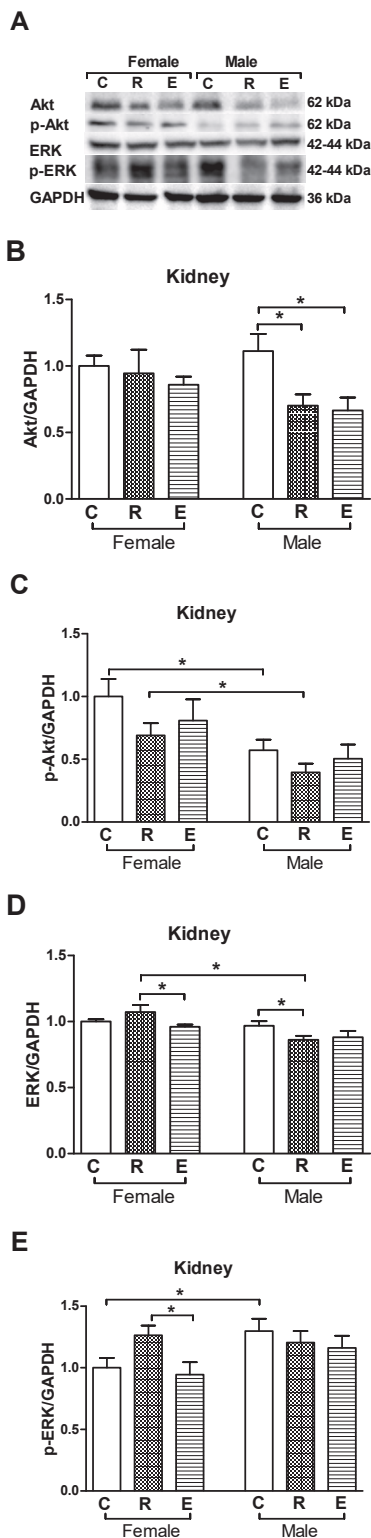 A
Female Male
C R E C R E
Akt 62 kDa
p-Akt 62 kDa
ERK 42-44 kDa
p-ERK 42-44 kDa
GAPDH 36 kDa
B
Kidney
Akt/GAPDH
1.5
1.0
0.5
0.0
* *
C R E C R E
Female Male
C
Kidney
p-Akt/GAPDH
1.5
1.0
0.5
0.0
* *
C R E C R E
Female Male
D
Kidney
ERK/GAPDH
1.5
1.0
0.5
0.0
* * *
C R E C R E
Female Male
E
Kidney
p-ERK/GAPDH
1.5
1.0
0.5
0.0
* *
C R E C R E
Female Male